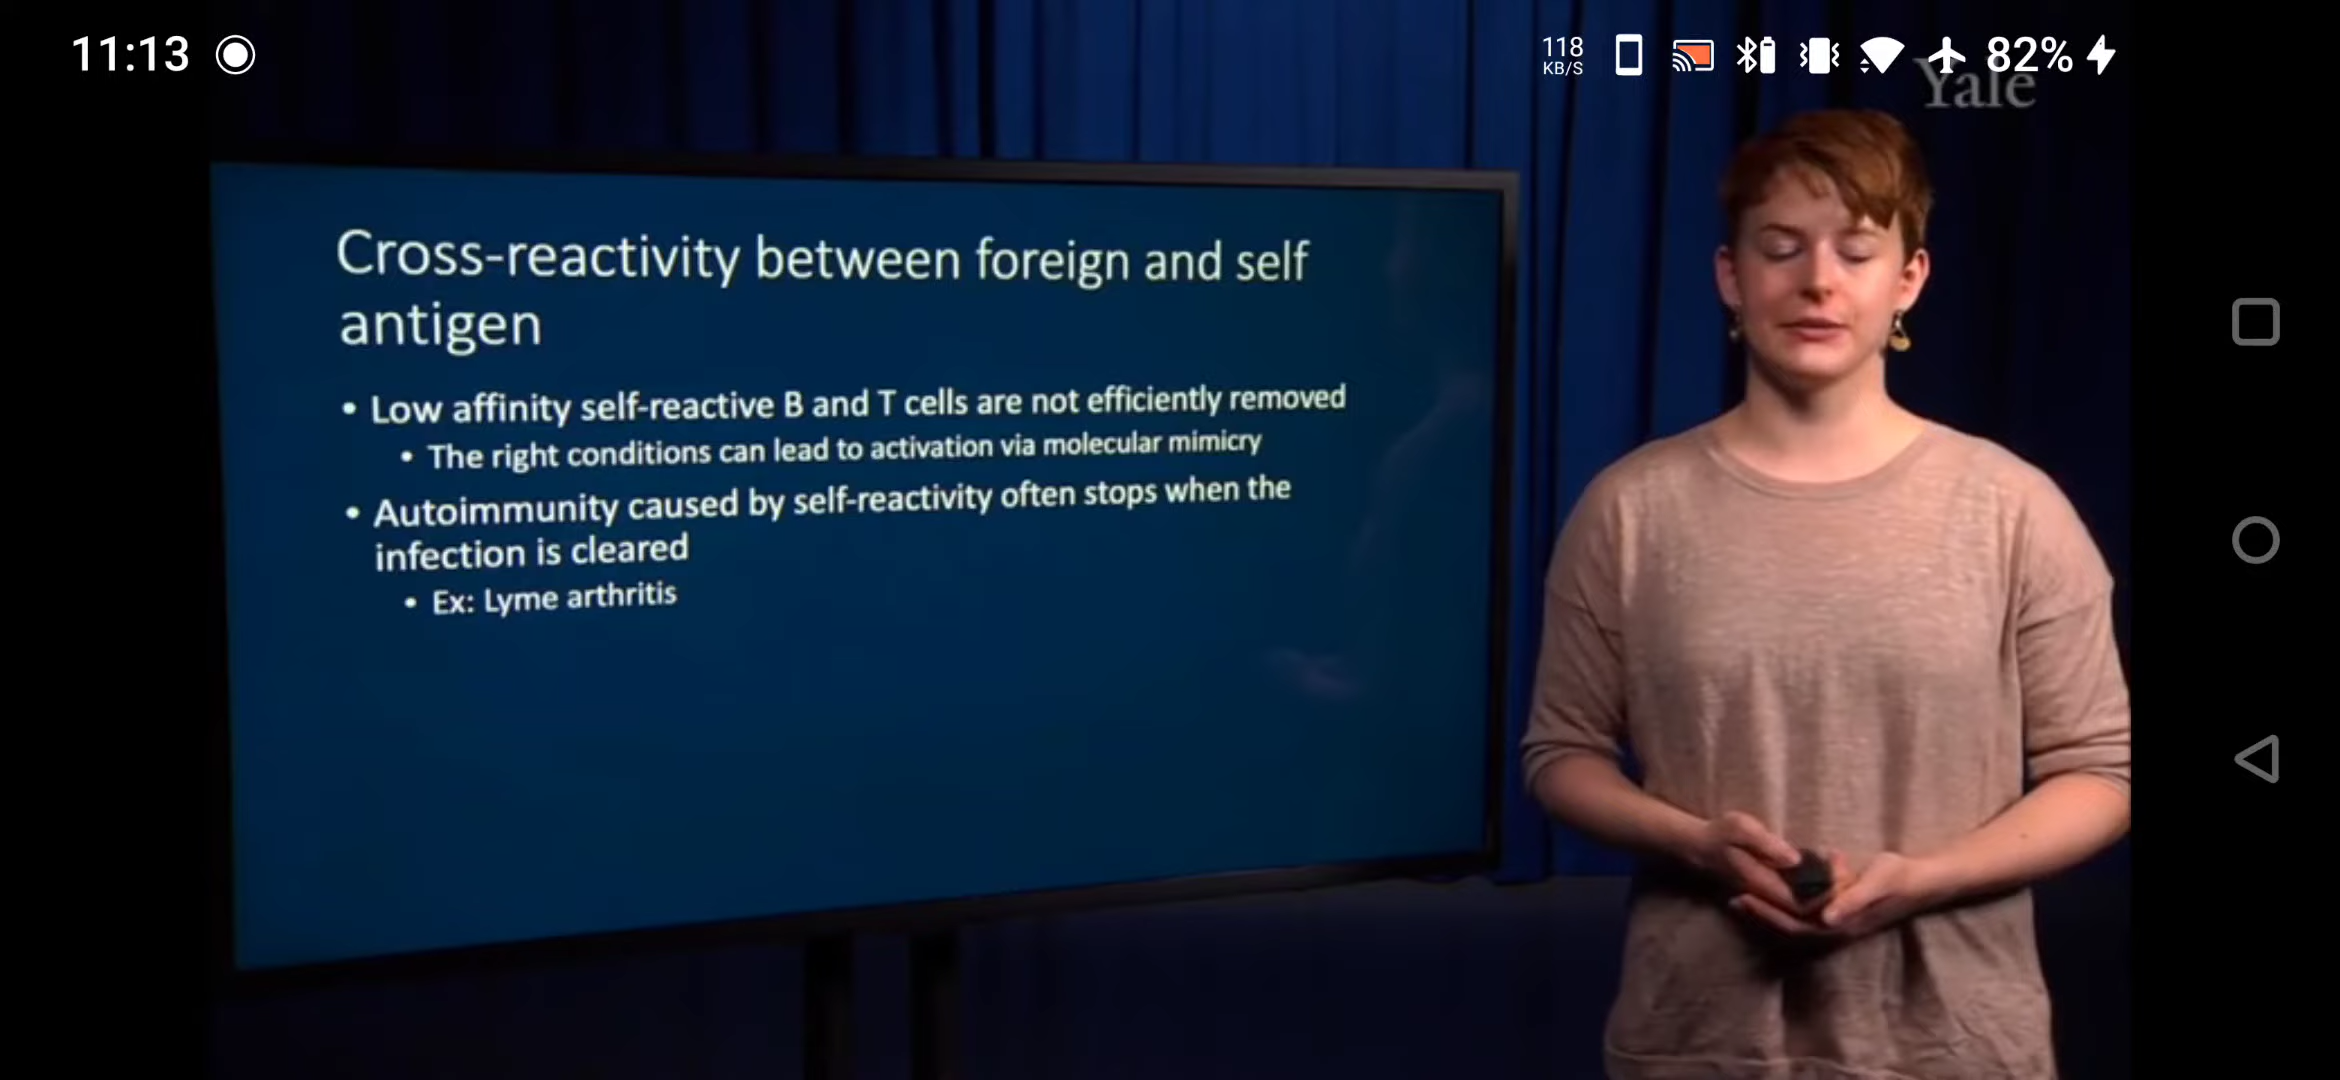 11:13
118
KB/S
82%
Yale
Cross-reactivity between foreign and self
antigen
• Low affinity self-reactive B and T cells are not efficiently removed
• The right conditions can lead to activation via molecular mimicry
• Autoimmunity caused by self-reactivity often stops when the
infection is cleared
• Ex: Lyme arthritis